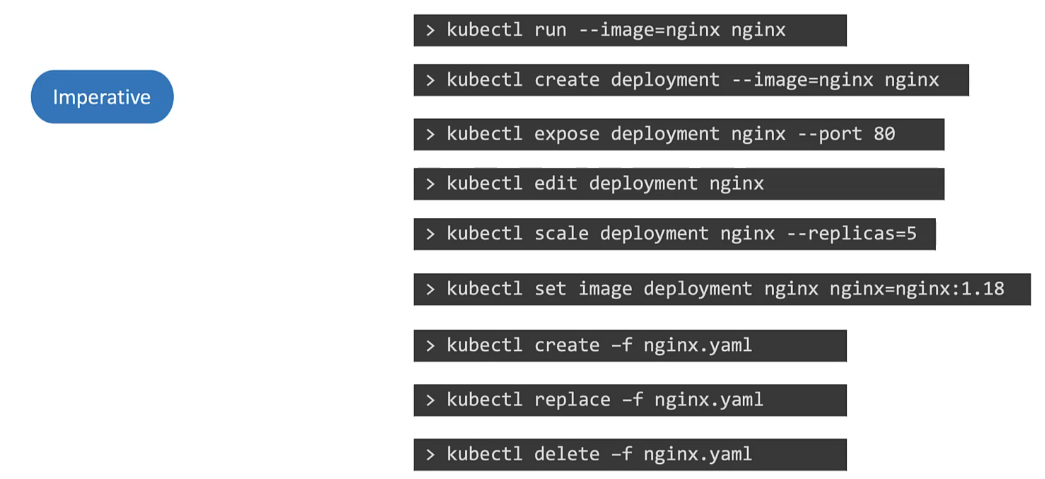 Imperative
> kubectl run --image=nginx nginx
> kubectl create deployment --image=nginx nginx
> kubectl expose deployment nginx --port 80
> kubectl edit deployment nginx
> kubectl scale deployment nginx --replicas=5
> kubectl set image deployment nginx nginx=nginx:1.18
> kubectl create –f nginx.yaml
> kubectl replace –f nginx.yaml
> kubectl delete –f nginx.yaml